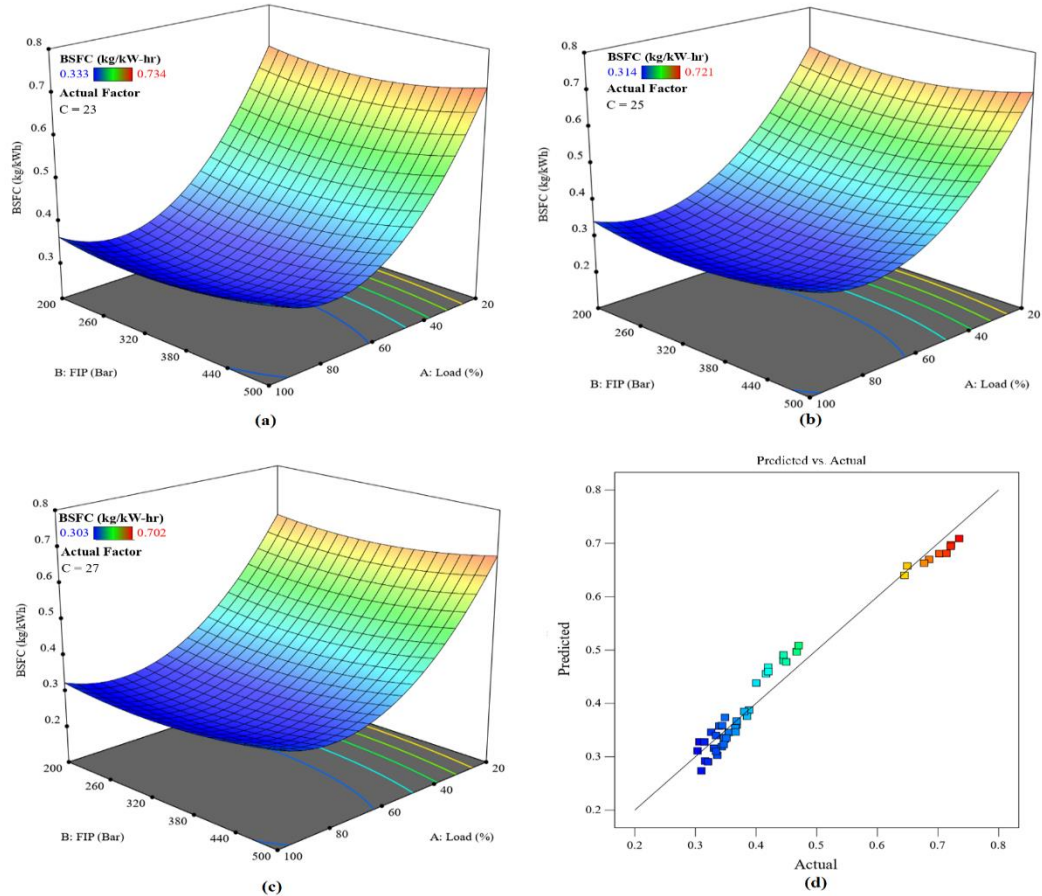 BSFC (kg/kW-hr)
0.333 0.734
Actual Factor
C = 23
BSFC (kg/kWh)
0.8
0.7
0.6
0.5
0.4
0.3
200
260
320
380
440
500
B: FIP (Bar)
100
80
60
40
20
A: Load (%)
(a)
BSFC (kg/kW-hr)
0.314 0.721
Actual Factor
C = 25
BSFC (kg/kWh)
0.8
0.7
0.6
0.5
0.4
0.3
0.2
200
260
320
380
440
500
B: FIP (Bar)
100
80
60
40
20
A: Load (%)
(b)
BSFC (kg/kW-hr)
0.303 0.702
Actual Factor
C = 27
BSFC (kg/kWh)
0.8
0.7
0.6
0.5
0.4
0.3
0.2
200
260
320
380
440
500
B: FIP (Bar)
100
80
60
40
20
A: Load (%)
(c)
Predicted vs. Actual
Predicted
0.8
0.7
0.6
0.5
0.4
0.3
0.2
0.2 0.3 0.4 0.5 0.6 0.7 0.8
Actual
(d)